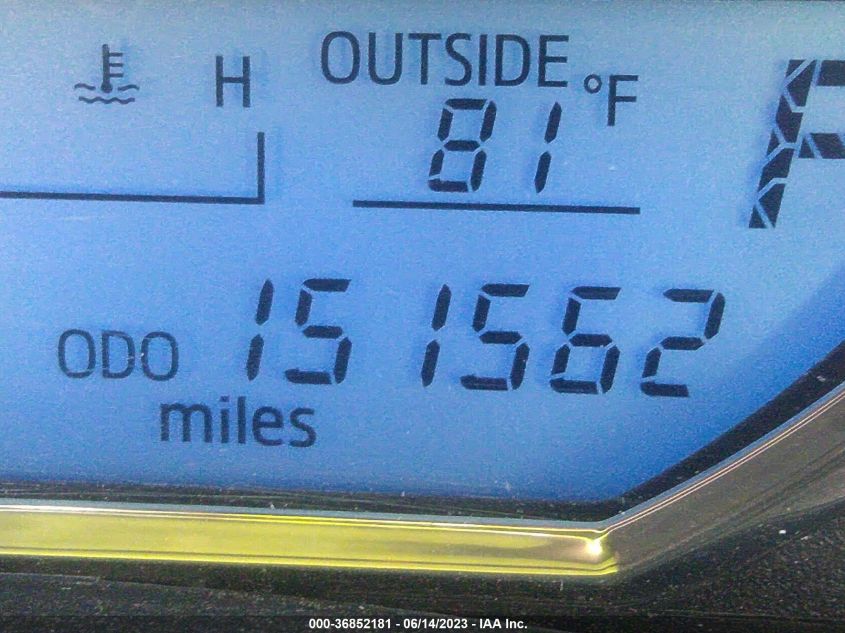 H OUTSIDE °F
81
ODO 151562
miles
000-36852181 - 06/14/2023 - IAA Inc.